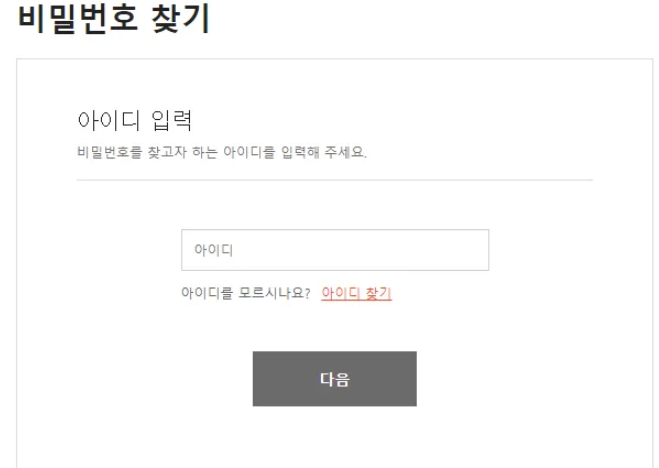 비밀번호 찾기
아이디 입력
비밀번호를 찾고자 하는 아이디를 입력해 주세요.
아이디
아이디를 모르시나요? 아이디 찾기
다음